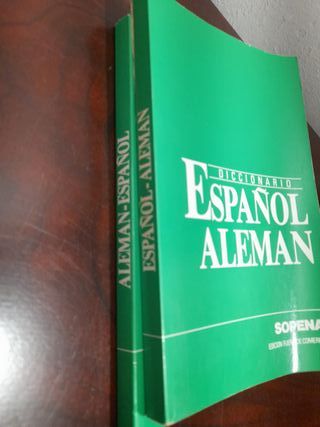 ALEMAN-ESPAÑOL
ESPAÑOL-ALEMAN
DICCIONARIO
ESPAÑOL
ALEMAN
SOPENA
EDICION